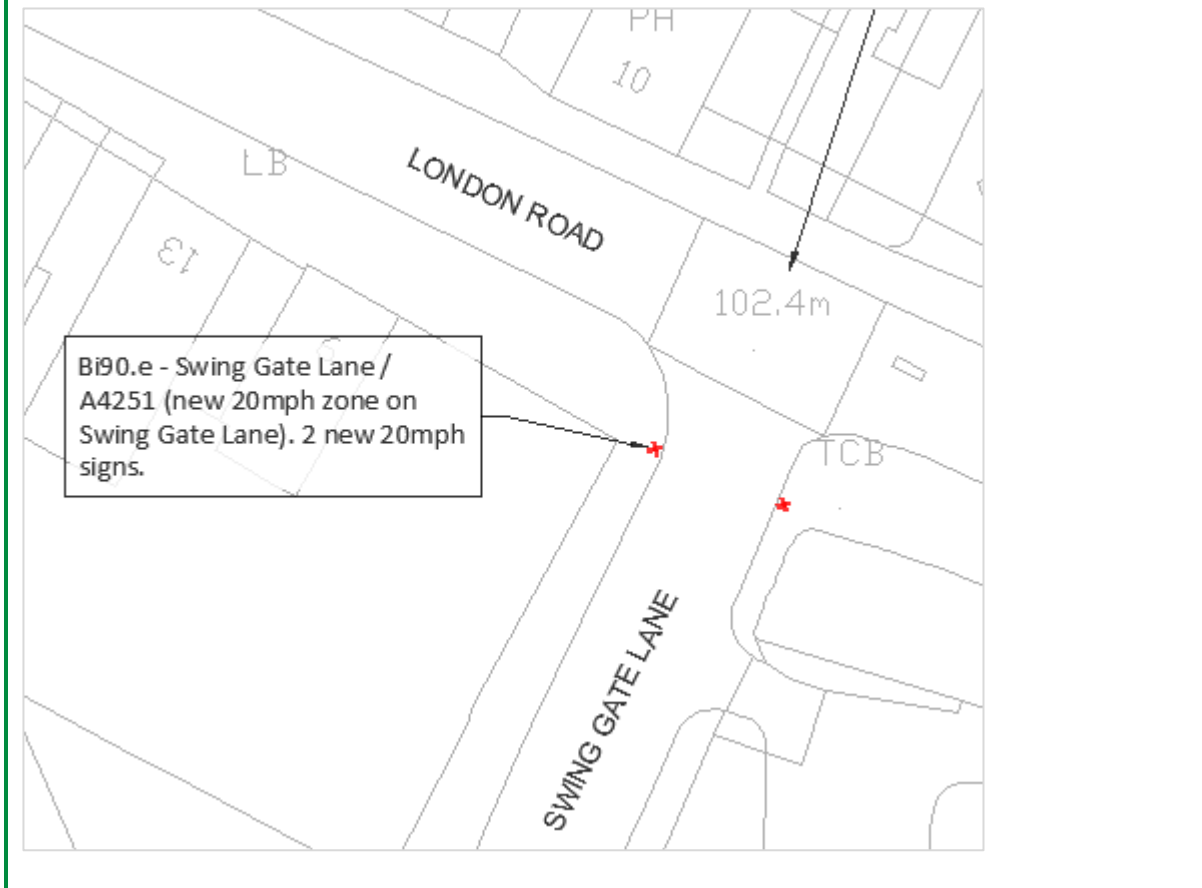 PH
10
LB
LONDON ROAD
13
102.4m
Bi90.e - Swing Gate Lane /
A4251 (new 20mph zone on
Swing Gate Lane). 2 new 20mph
signs.
TCB
SWING GATE LANE